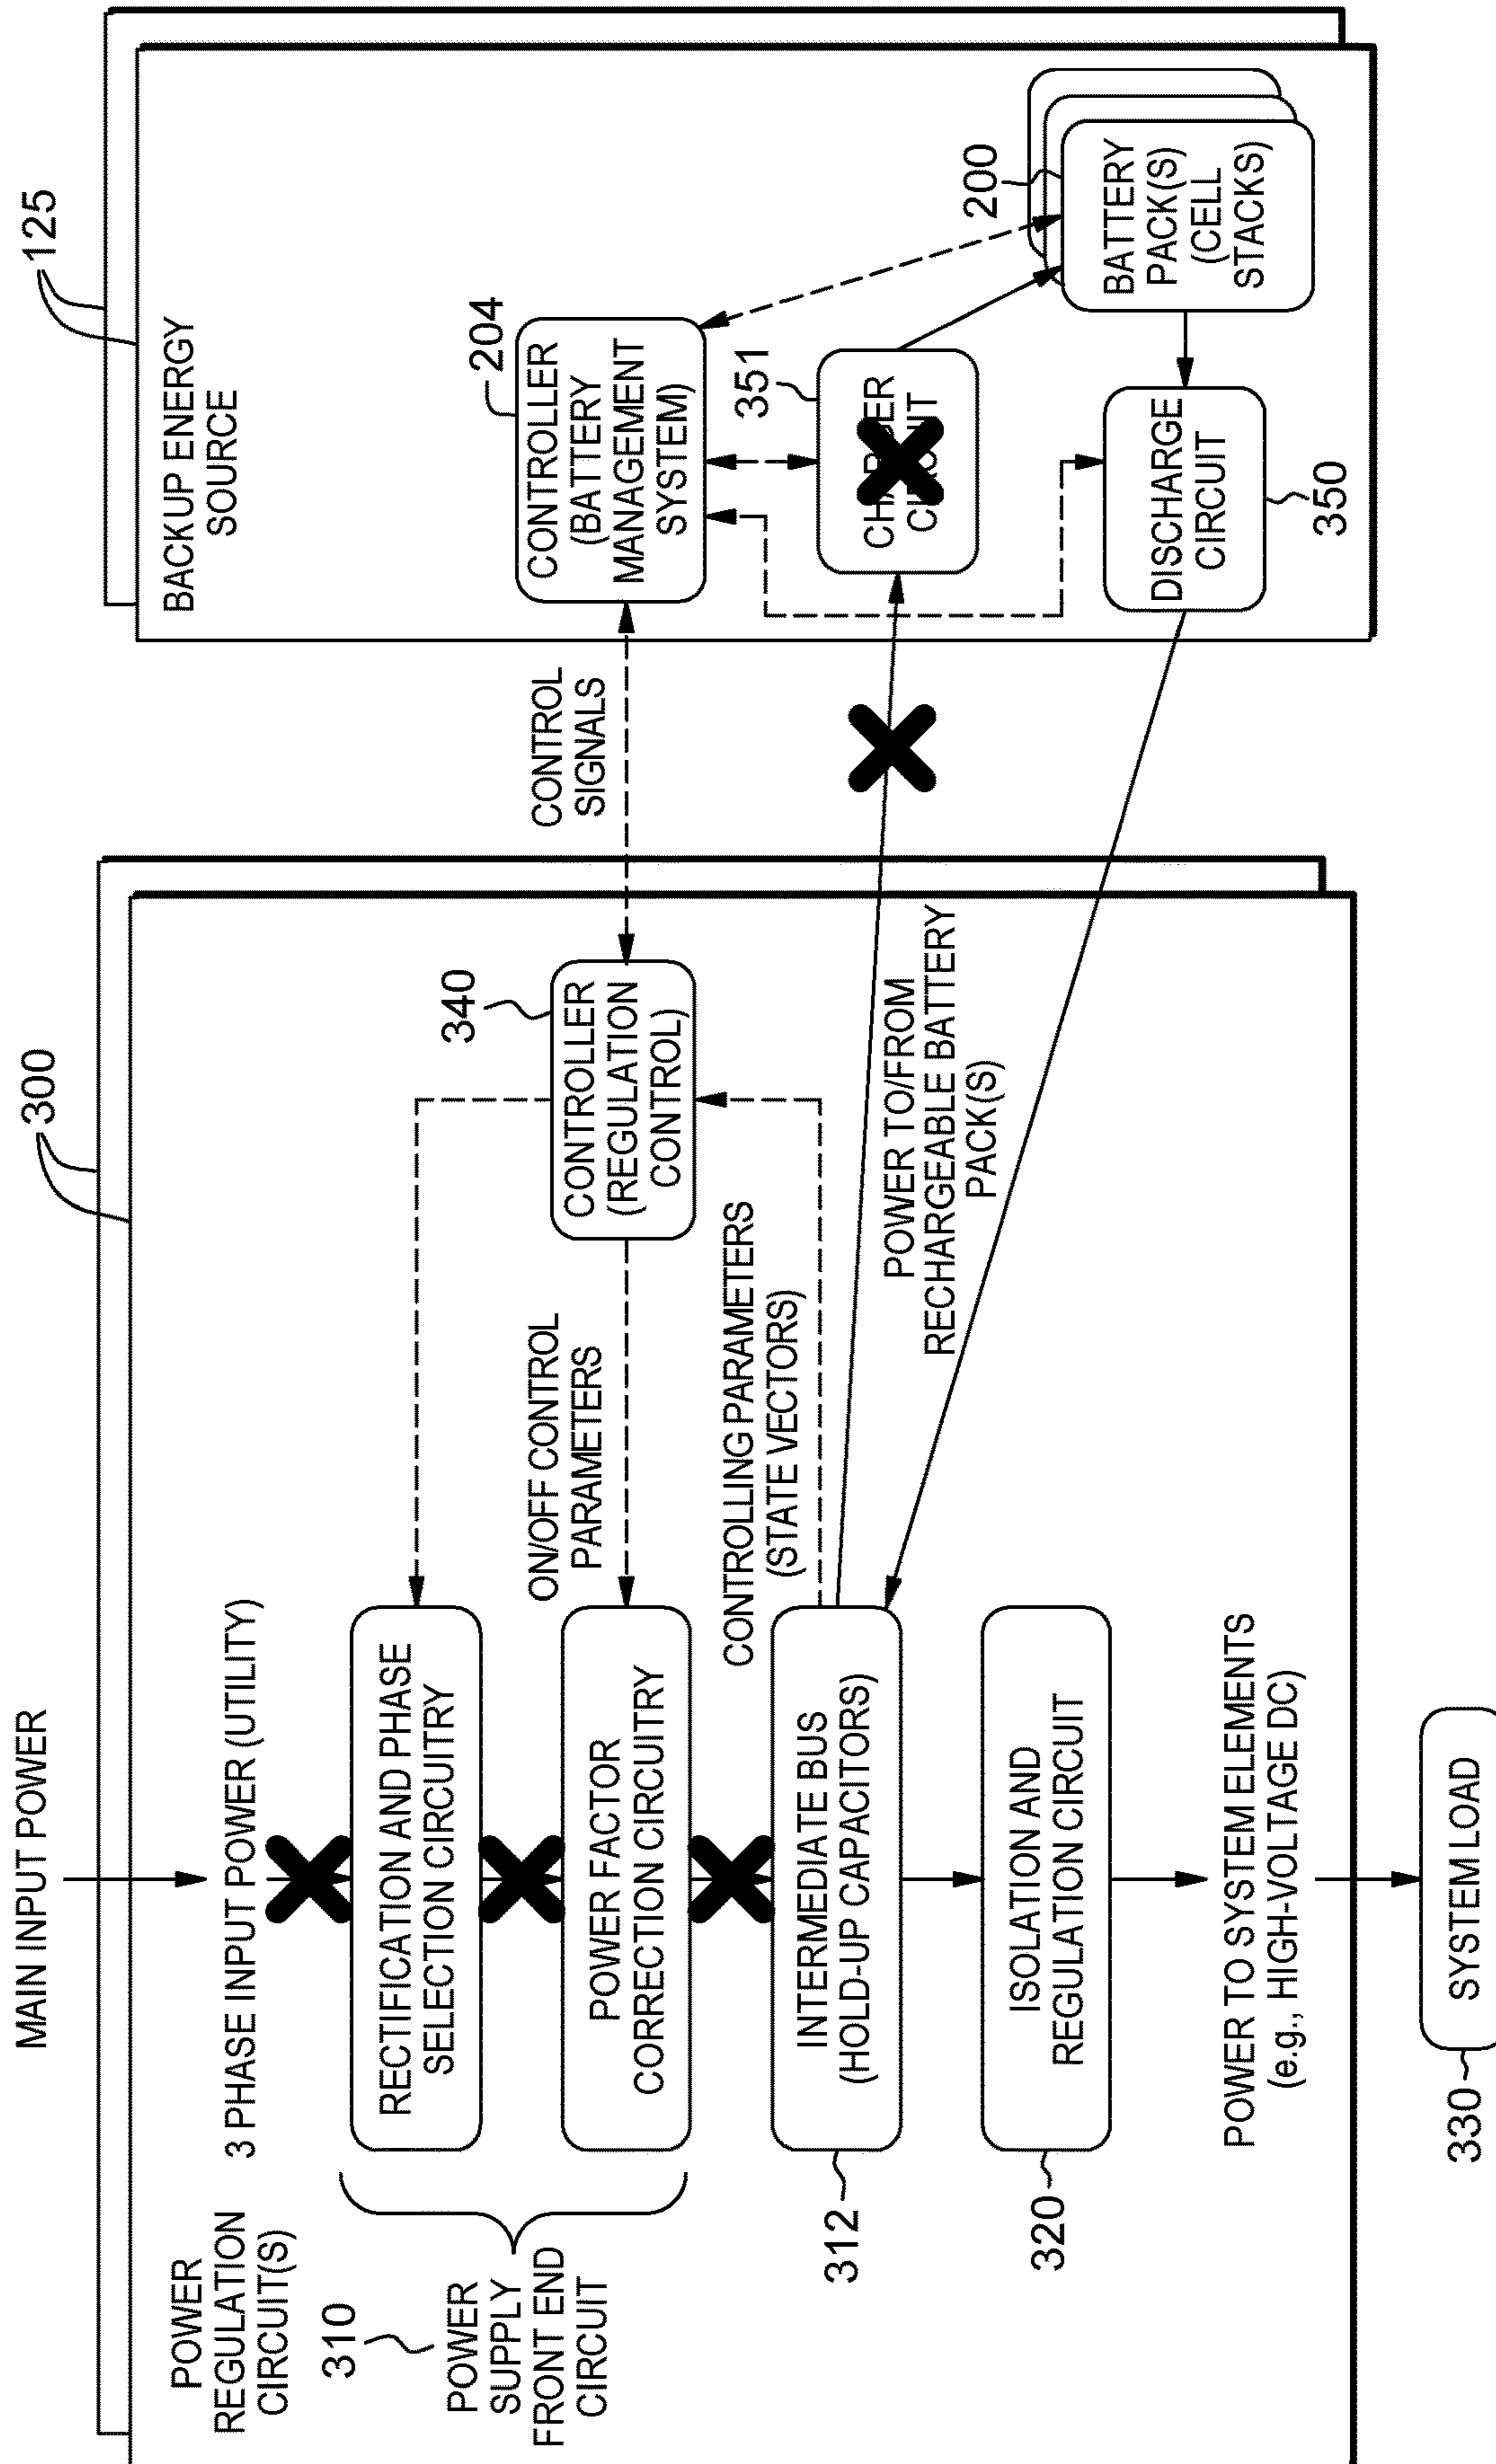 MAIN INPUT POWER
300
125
POWER
REGULATION
CIRCUIT(S)
3 PHASE INPUT POWER (UTILITY)
BACKUP ENERGY
SOURCE
310
POWER
SUPPLY
FRONT END
CIRCUIT
RECTIFICATION AND PHASE
SELECTION CIRCUITRY
340
CONTROLLER
(REGULATION
CONTROL)
CONTROL
SIGNALS
204
CONTROLLER
(BATTERY
MANAGEMENT
SYSTEM)
ON/OFF CONTROL
PARAMETERS
POWER FACTOR
CORRECTION CIRCUITRY
CONTROLLING PARAMETERS
(STATE VECTORS)
351
CHARGER
CIRCUIT
312
INTERMEDIATE BUS
(HOLD-UP CAPACITORS)
POWER TO/FROM
RECHARGEABLE BATTERY
PACK(S)
200
BATTERY
PACK(S)
(CELL
STACKS)
320
ISOLATION AND
REGULATION CIRCUIT
DISCHARGE
CIRCUIT
350
POWER TO SYSTEM ELEMENTS
(e.g., HIGH-VOLTAGE DC)
330
SYSTEM LOAD